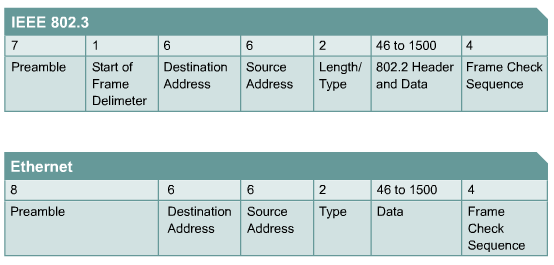 IEEE 802.3
7 1 6 6 2 46 to 1500 4
Preamble Start of Destination Source Length/ 802.2 Header Frame Check
Frame Address Address Type and Data Sequence
Delimeter
Ethernet
8 6 6 2 46 to 1500 4
Preamble Destination Source Type Data Frame
Address Address Check
Sequence